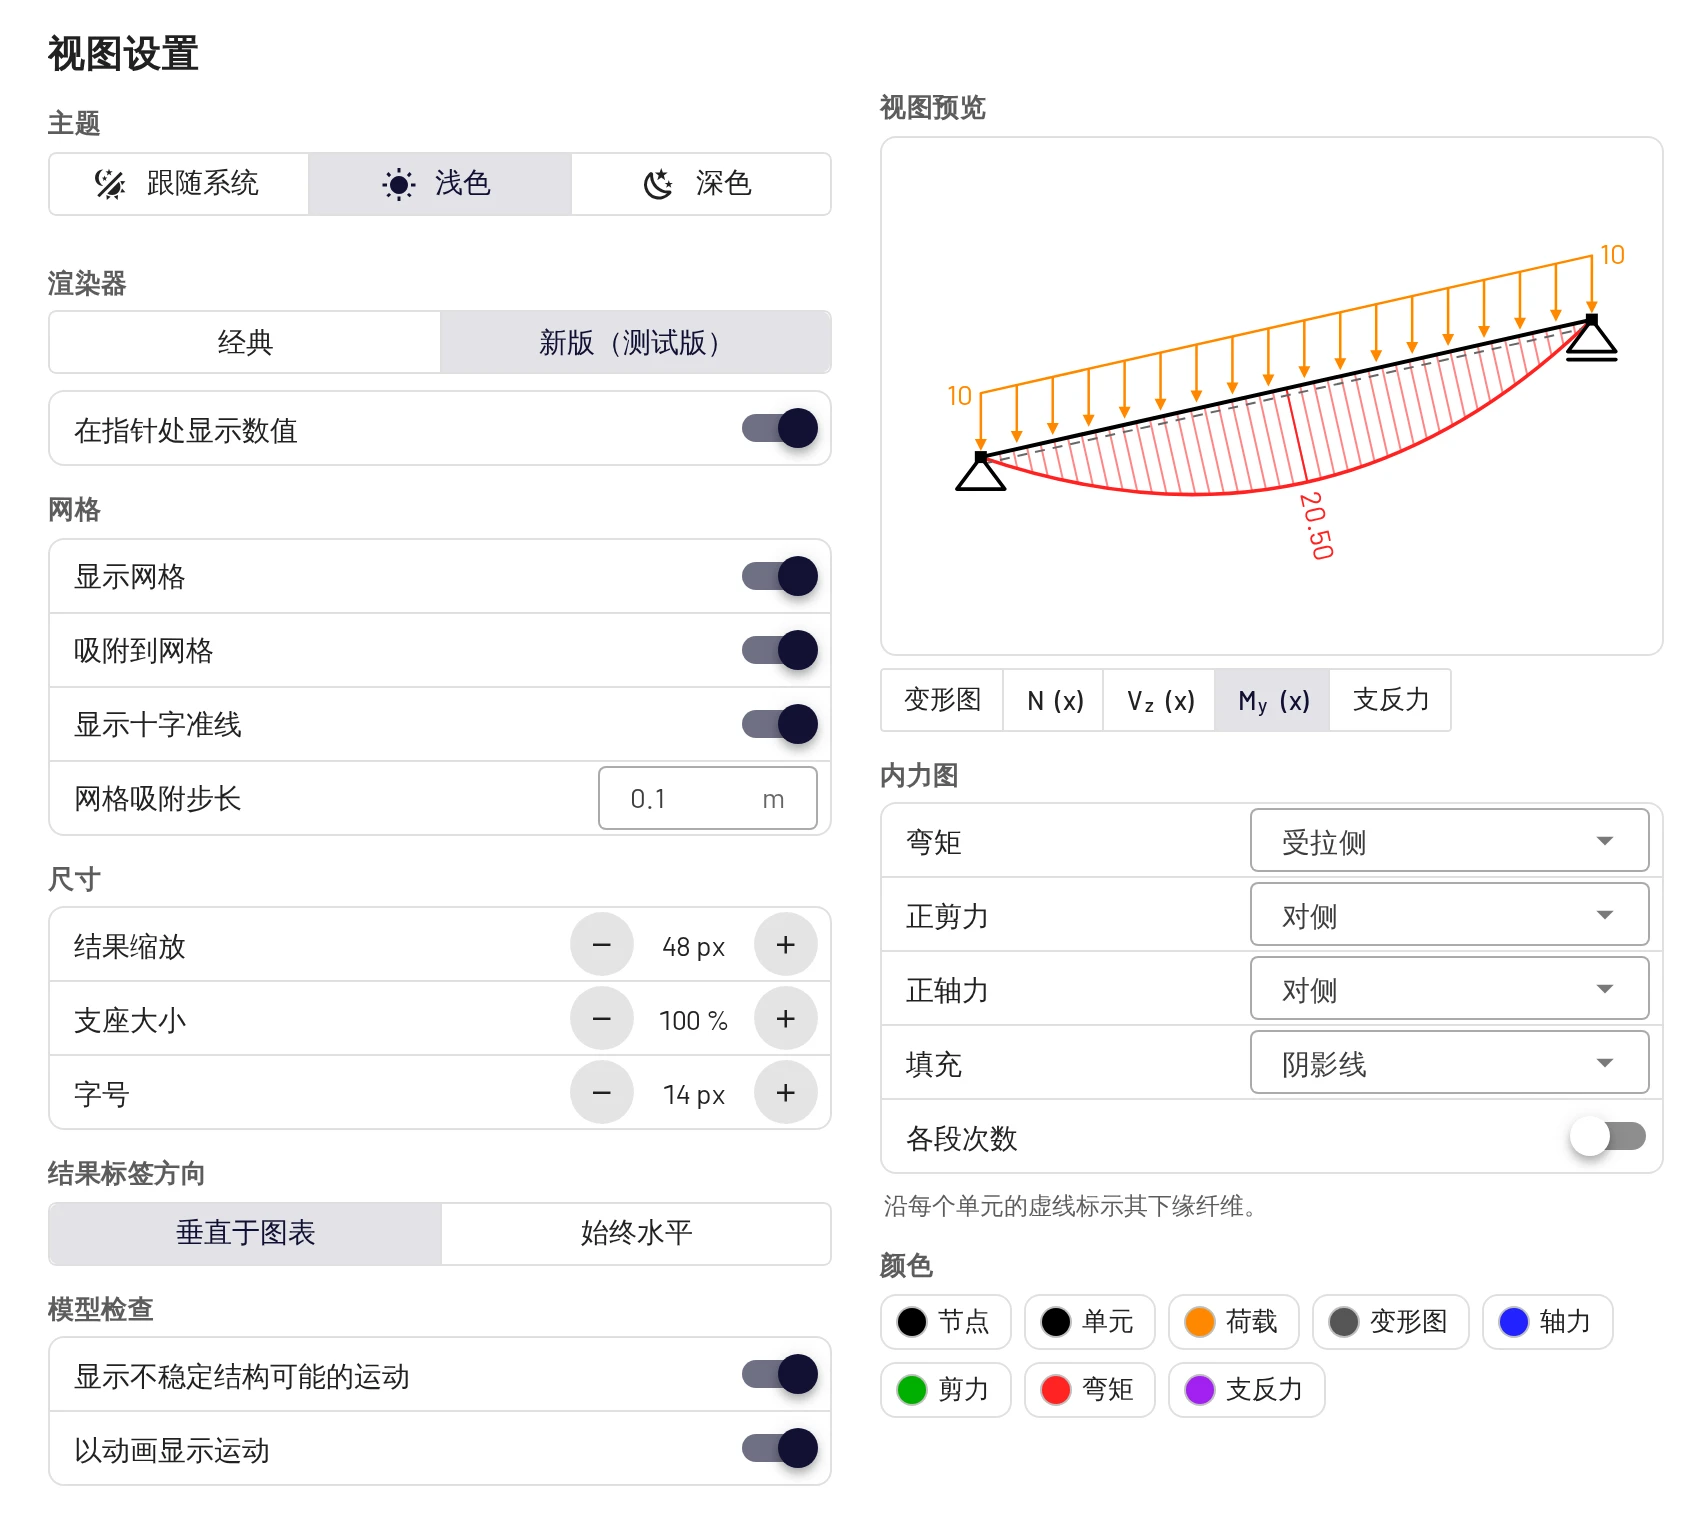 视图设置
主题
跟随系统
浅色
深色
渲染器
经典
新版（测试版）
在指针处显示数值
网格
显示网格
吸附到网格
显示十字准线
网格吸附步长
0.1 m
尺寸
结果缩放
− 48 px +
支座大小
− 100 % +
字号
− 14 px +
结果标签方向
垂直于图表
始终水平
模型检查
显示不稳定结构可能的运动
以动画显示运动
视图预览
10
10
20.50
变形图
N (x)
Vz (x)
My (x)
支反力
内力图
弯矩
受拉侧
正剪力
对侧
正轴力
对侧
填充
阴影线
各段次数
沿每个单元的虚线标示其下缘纤维。
颜色
节点
单元
荷载
变形图
轴力
剪力
弯矩
支反力